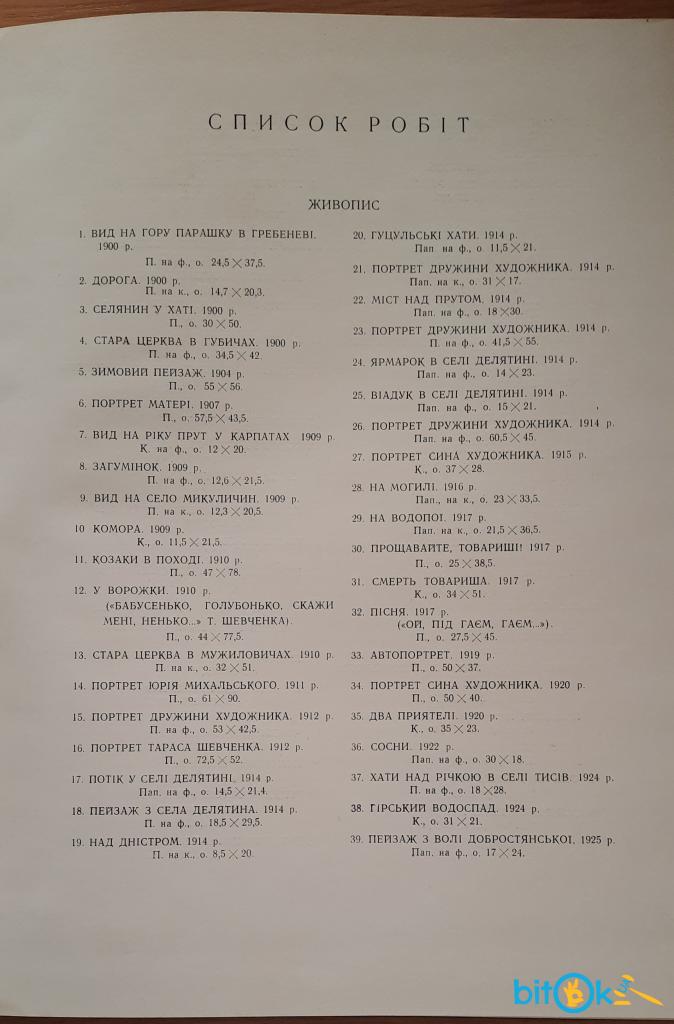 СПИСОК РОБІТ
ЖИВОПИС
1. ВИД НА ГОРУ ПАРАШКУ В ГРЕБЕНЕВІ.
1900 р.
П. на ф., о. 24,5×37,5.
2. ДОРОГА. 1900 р.
П. на к., о. 14,7×20,3.
3. СЕЛЯНИН У ХАТІ. 1900 р.
П., о. 30×50.
4. СТАРА ЦЕРКВА В ГУБИЧАХ. 1900 р.
П. на ф., о. 34,5×42.
5. ЗИМОВИЙ ПЕЙЗАЖ. 1904 р.
П., о. 55×56.
6. ПОРТРЕТ МАТЕРІ. 1907 р.
П., о. 57,5×43,5.
7. ВИД НА РІКУ ПРУТ У КАРПАТАХ 1909 р.
К. на ф., о. 12×20.
8. ЗАГУМІНОК. 1909 р.
П. на ф., о. 12,6×21,5.
9. ВИД НА СЕЛО МИКУЛИЧИН. 1909 р.
П. на к., о. 12,3×20,5.
10 КОМОРА. 1909 р.
К., о. 11,5×21,5.
11. КОЗАКИ В ПОХОДІ. 1910 р.
П., о. 47×78.
12. У ВОРОЖКИ. 1910 р.
(«БАБУСЕНЬКО, ГОЛУБОНЬКО, СКАЖИ
МЕНІ, НЕНЬКО...» Т. ШЕВЧЕНКА).
П., о. 44×77,5.
13. СТАРА ЦЕРКВА В МУЖИЛОВИЧАХ. 1910 р.
П. на к., о. 32×51.
14. ПОРТРЕТ ЮРІЯ МИХАЛЬСЬКОГО. 1911 р.
П., о. 61×90.
15. ПОРТРЕТ ДРУЖИНИ ХУДОЖНИКА. 1912 р.
П. на ф., о. 53×42,5.
16. ПОРТРЕТ ТАРАСА ШЕВЧЕНКА. 1912 р.
П., о. 72,5×52.
17. ПОТІК У СЕЛІ ДЕЛЯТИНІ. 1914 р.
Пап. на ф., о. 14,5×21,4.
18. ПЕЙЗАЖ З СЕЛА ДЕЛЯТИНА. 1914 р.
П. на ф., о. 18,5×29,5.
19. НАД ДНІСТРОМ. 1914 р.
П. на к., о. 8,5×20.
20. ГУЦУЛЬСЬКІ ХАТИ. 1914 р.
Пап. на ф., о. 11,5×21.
21. ПОРТРЕТ ДРУЖИНИ ХУДОЖНИКА. 1914 р.
Пап. на к., о. 31×17.
22. МІСТ НАД ПРУТОМ. 1914 р.
Пап. на ф., о. 18×30.
23. ПОРТРЕТ ДРУЖИНИ ХУДОЖНИКА. 1914 р.
П. на ф., о. 41,5×55.
24. ЯРМАРОК В СЕЛІ ДЕЛЯТИНІ. 1914 р.
Пап. на ф., о. 14×23.
25. ВІАДУК В СЕЛІ ДЕЛЯТИНІ. 1914 р.
Пап. на ф., о. 15×21.
26. ПОРТРЕТ ДРУЖИНИ ХУДОЖНИКА. 1914 р.
Пап. на ф., о. 60,5×45.
27. ПОРТРЕТ СИНА ХУДОЖНИКА. 1915 р.
К., о. 37×28.
28. НА МОГИЛІ. 1916 р.
Пап., на к., о. 23×33,5.
29. НА ВОДОПОЇ. 1917 р.
Пап. на к., о. 21,5×36,5.
30. ПРОЩАВАЙТЕ, ТОВАРИШІ! 1917 р.
П., о. 25×38,5.
31. СМЕРТЬ ТОВАРИША. 1917 р.
К., о. 34×51.
32. ПІСНЯ. 1917 р.
(«ОЙ, ПІД ГАЄМ, ГАЄМ...»).
П., о. 27,5×45.
33. АВТОПОРТРЕТ. 1919 р.
П., о. 50×37.
34. ПОРТРЕТ СИНА ХУДОЖНИКА. 1920 р.
П., о. 50×40.
35. ДВА ПРИЯТЕЛІ. 1920 р.
К., о. 35×23.
36. СОСНИ. 1922 р.
Пап. на ф., о. 30×18.
37. ХАТИ НАД РІЧКОЮ В СЕЛІ ТИСІВ. 1924 р.
П. на ф., о. 18×28.
38. ГІРСЬКИЙ ВОДОСПАД. 1924 р.
К., о. 31×21.
39. ПЕЙЗАЖ З ВОЛІ ДОБРОСТЯНСЬКОЇ. 1925 р.
Пап. на ф., о. 17×24.
bitok ua